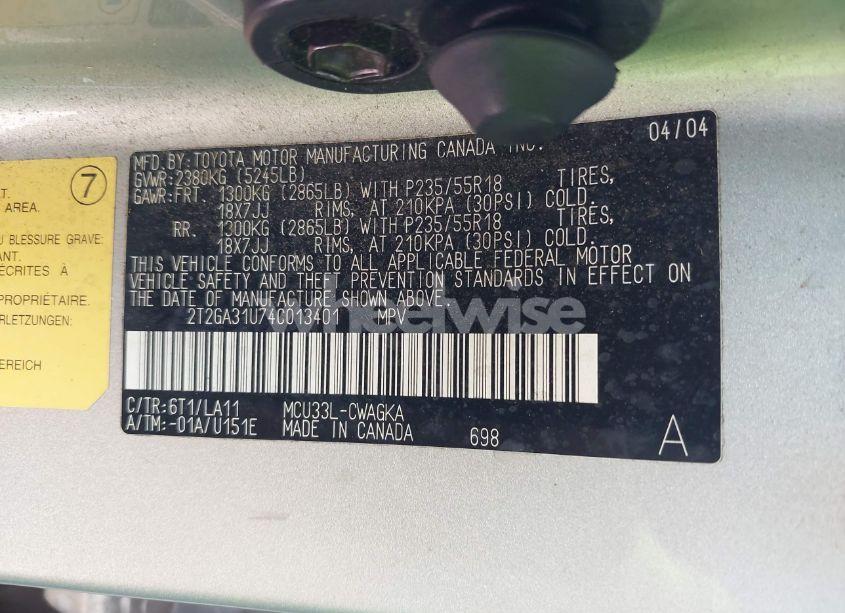 7
T.
AREA.
U BLESSURE GRAVE:
ANT.
ÉCRITES À
PROPRIÉTAIRE.
ERLETZUNG
BEREICH
MFD.BY:TOYOTA MOTOR MANUFACTURING CANADA INC. 04/04
GVWR:2380KG (5245LB)
GAWR:FRT. 1300KG (2865LB) WITH P235/55R18 TIRES,
18X7JJ RIMS, AT 210KPA (30PSI) COLD.
RR. 1300KG (2865LB) WITH P235/55R18 TIRES,
18X7JJ RIMS, AT 210KPA (30PSI) COLD.
THIS VEHICLE CONFORMS TO ALL APPLICABLE FEDERAL MOTOR
VEHICLE SAFETY AND THEFT PREVENTION STANDARDS IN EFFECT ON
THE DATE OF MANUFACTURE SHOWN ABOVE.
2T2GA31U74C013401 MPV
wheelwise
C/TR:6T1/LA11 MCU33L-CWAGKA
A/TM:-01A/U151E MADE IN CANADA 698 A